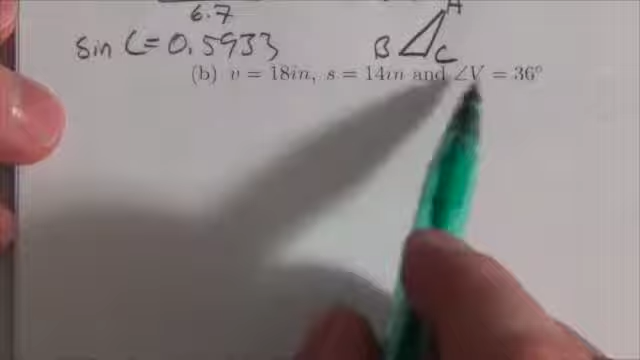 6.7
A
sin C = 0.5933
B
C
(b) v = 18in, s = 14in and ∠V = 36°